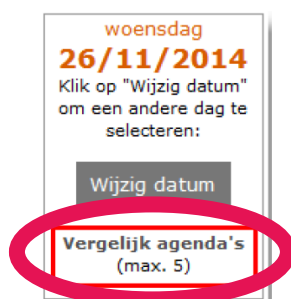 woensdag
26/11/2014
Klik op "Wijzig datum"
om een andere dag te
selecteren:
Wijzig datum
Vergelijk agenda's
(max. 5)